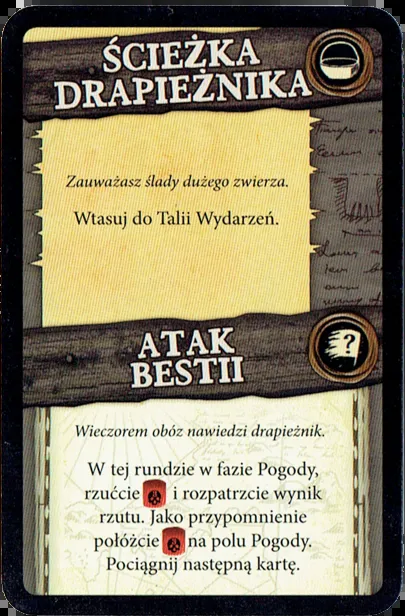 ŚCIEŻKA
DRAPIEŻNIKA
Zauważasz ślady dużego zwierza.
Wtasuj do Talii Wydarzeń.
ATAK
BESTII
?
Wieczorem obóz nawiedzi drapieżnik.
W tej rundzie w fazie Pogody,
rzućcie i rozpatrzcie wynik
rzutu. Jako przypomnienie
połóżcie na polu Pogody.
Pociągnij następną kartę.